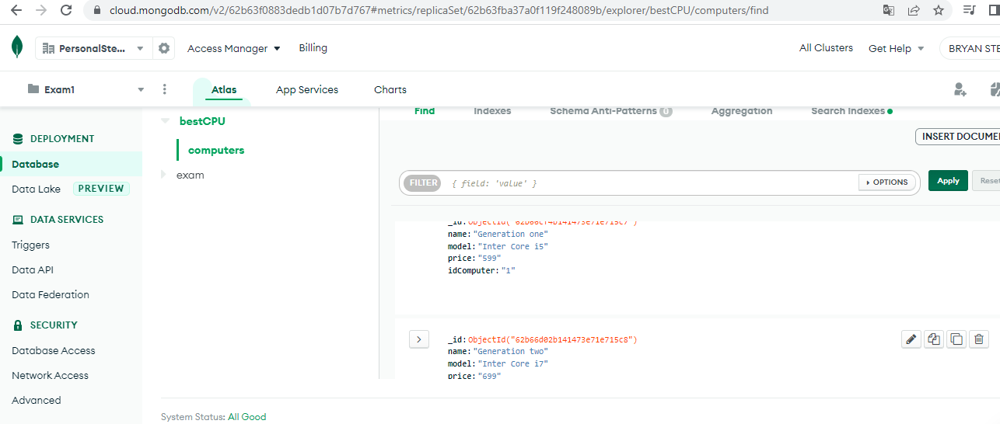 cloud.mongodb.com/v2/62b63f0883dedb1d07b7d767#metrics/replicaSet/62b63fba37a0f119f248089b/explorer/bestCPU/computers/find
PersonalSte...
Access Manager
Billing
All Clusters
Get Help
BRYAN STE
Exam1
Atlas
App Services
Charts
DEPLOYMENT
Database
Data Lake PREVIEW
DATA SERVICES
Triggers
Data API
Data Federation
SECURITY
Database Access
Network Access
Advanced
bestCPU
computers
exam
Find
Indexes
Schema Anti-Patterns 0
Aggregation
Search Indexes
INSERT DOCUME
FILTER { field: 'value' }
OPTIONS
Apply
Reset
_id:ObjectId("62b66cf4b141473e71e715c7")
name:"Generation one"
model:"Inter Core i5"
price:"599"
idComputer:"1"
_id:ObjectId("62b66d02b141473e71e715c8")
name:"Generation two"
model:"Inter Core i7"
price:"699"
System Status: All Good